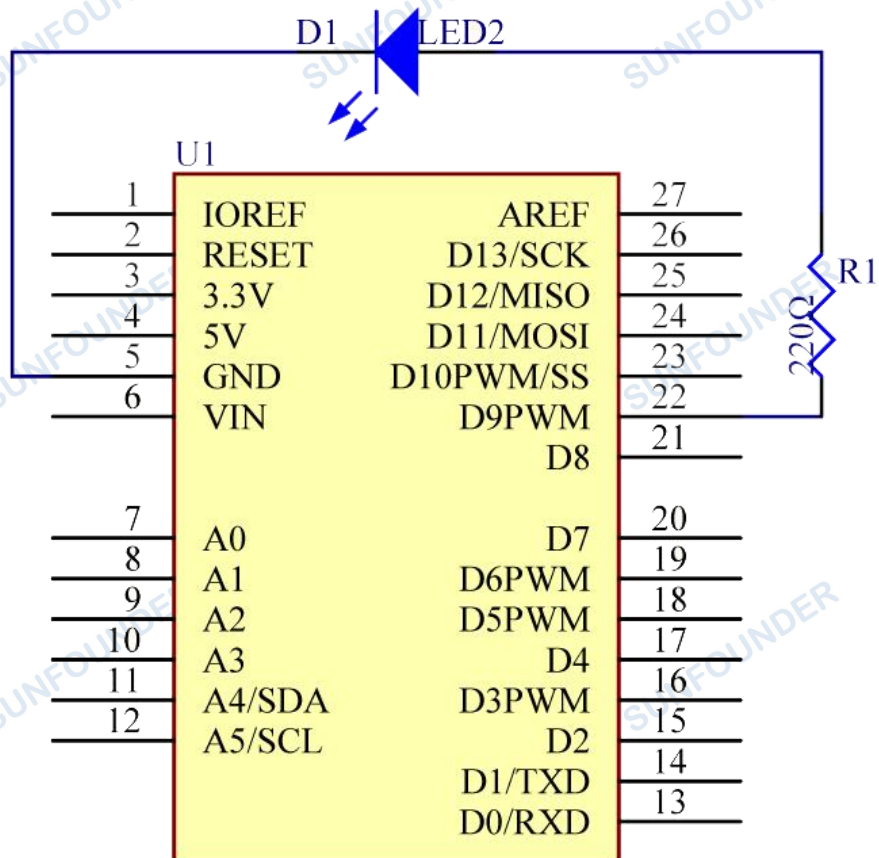 D1 LED2
U1
1 IOREF AREF 27
2 RESET D13/SCK 26
3 3.3V D12/MISO 25
4 5V D11/MOSI 24
5 GND D10PWM/SS 23
6 VIN D9PWM 22
D8 21
R1
220Ω
7 A0 D7 20
8 A1 D6PWM 19
9 A2 D5PWM 18
10 A3 D4 17
11 A4/SDA D3PWM 16
12 A5/SCL D2 15
D1/TXD 14
D0/RXD 13
SUNFOUNDER
SUNFOUNDER
SUNFOUNDER
SUNFOUNDER
SUNFOUNDER
SUNFOUNDER
SUNFOUNDER